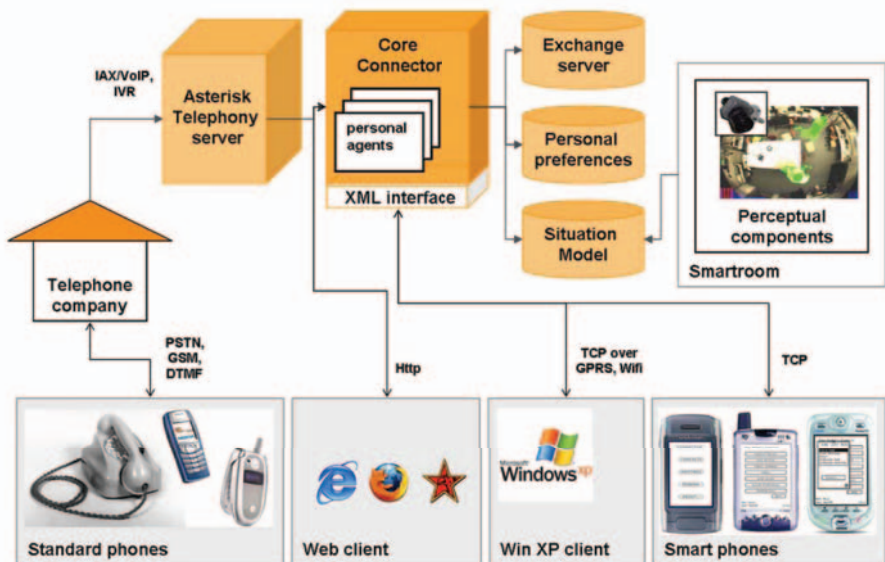 IAX/VoIP,
IVR
Asterisk
Telephony
server
Core
Connector
personal
agents
XML interface
Exchange
server
Personal
preferences
Situation
Model
Perceptual
components
Smartroom
Telephone
company
PSTN,
GSM,
DTMF
Http
TCP over
GPRS, Wifi
TCP
Microsoft
Windows xp
Standard phones
Web client
Win XP client
Smart phones